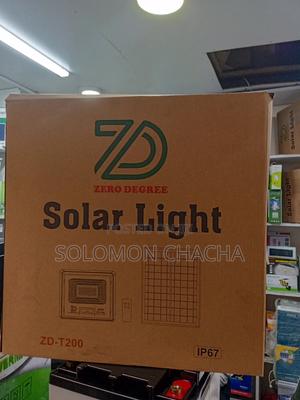 ZD
ZERO DEGREE
Solar Light
SOLOMON CHACHA
ZD-T200
IP67